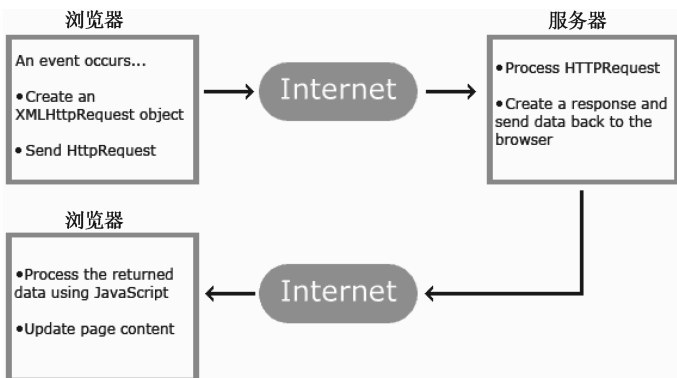 浏览器
An event occurs...
•Create an
XMLHttpRequest object
• Send HttpRequest
Internet
服务器
•Process HTTPRequest
•Create a response and
send data back to the
browser
浏览器
•Process the returned
data using JavaScript
•Update page content
Internet